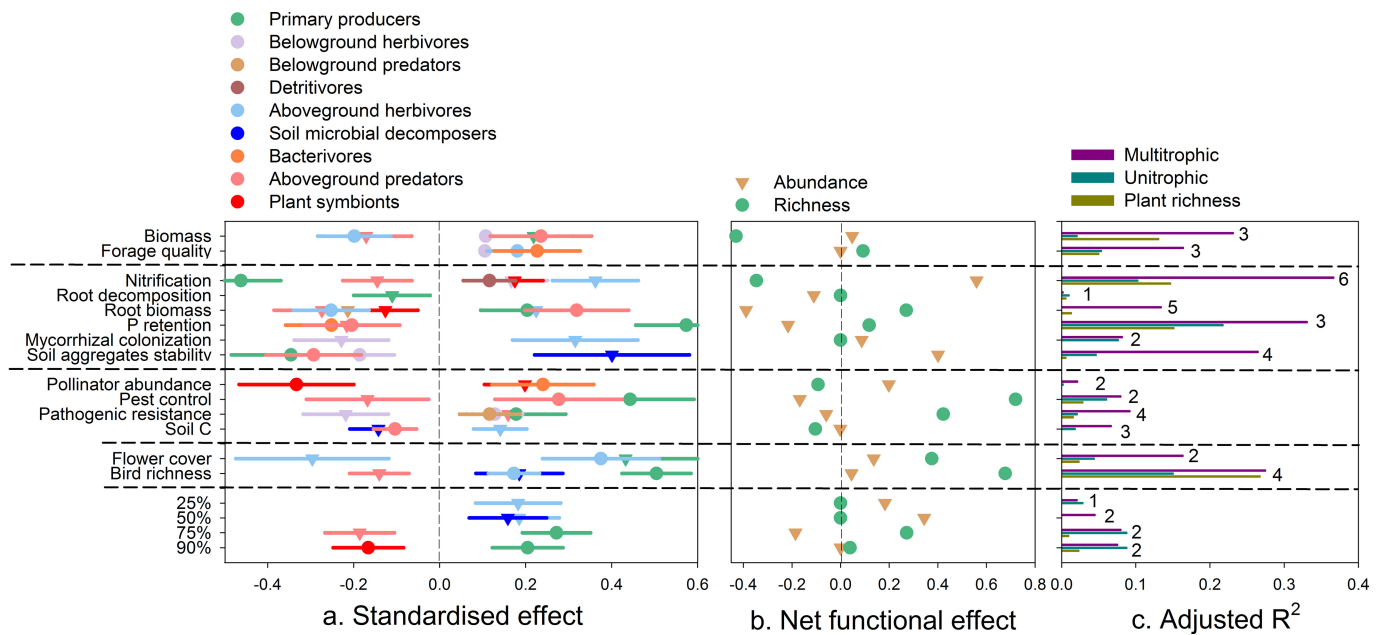 Primary producers
Belowground herbivores
Belowground predators
Detritivores
Aboveground herbivores
Soil microbial decomposers
Bacterivores
Aboveground predators
Plant symbionts
Abundance
Richness
Multitrophic
Unitrophic
Plant richness
Biomass
Forage quality
Nitrification
Root decomposition
Root biomass
P retention
Mycorrhizal colonization
Soil aggregates stability
Pollinator abundance
Pest control
Pathogenic resistance
Soil C
Flower cover
Bird richness
25%
50%
75%
90%
3
3
6
1
5
3
2
4
2
2
4
3
2
4
1
2
2
2
-0.4 -0.2 0.0 0.2 0.4 0.6
-0.4 -0.2 0.0 0.2 0.4 0.6 0.8
0.0 0.1 0.2 0.3 0.4
a. Standardised effect
b. Net functional effect
c. Adjusted R²